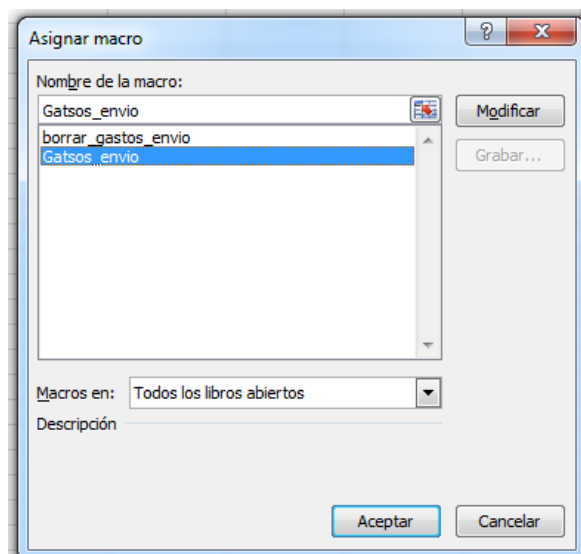 Asignar macro
Nombre de la macro:
Gatsos_envio
Modificar
borrar_gastos_envio
Gatsos_envio
Grabar...
Macros en: Todos los libros abiertos
Descripción
Aceptar Cancelar